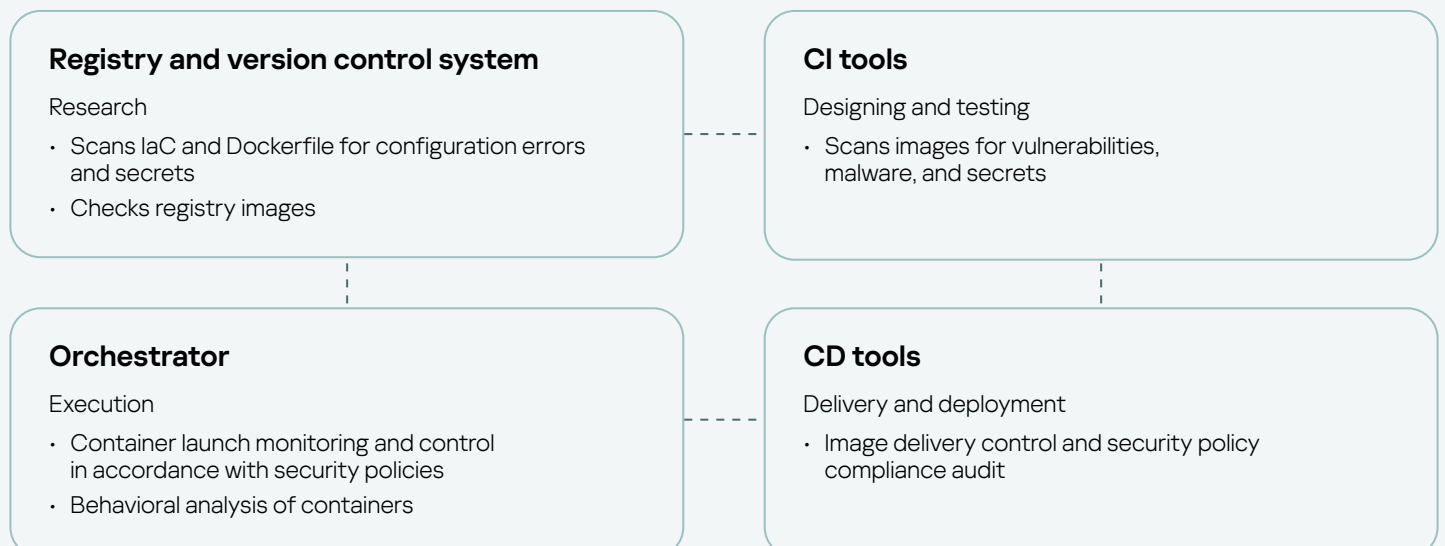 Registry and version control system
Research
• Scans IaC and Dockerfile for configuration errors
and secrets
• Checks registry images
CI tools
Designing and testing
• Scans images for vulnerabilities,
malware, and secrets
Orchestrator
Execution
• Container launch monitoring and control
in accordance with security policies
• Behavioral analysis of containers
CD tools
Delivery and deployment
• Image delivery control and security policy
compliance audit